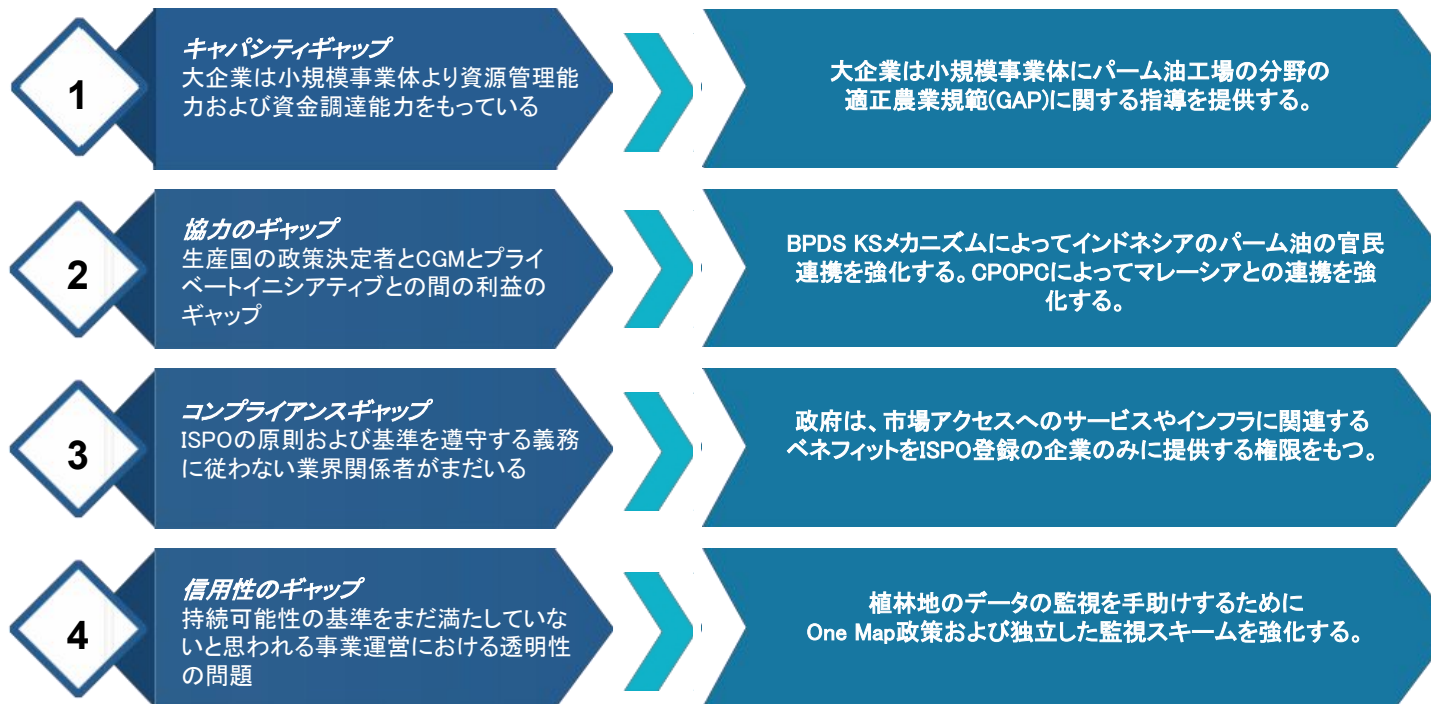 1
キャパシティギャップ
大企業は小規模事業体より資源管理能
力および資金調達能力をもっている
大企業は小規模事業体にパーム油工場の分野の
適正農業規範(GAP)に関する指導を提供する。
2
協力のギャップ
生産国の政策決定者とCGMとプライ
ベートイニシアティブとの間の利益の
ギャップ
BPDS KSメカニズムによってインドネシアのパーム油の官民
連携を強化する。CPOPCによってマレーシアとの連携を強
化する。
3
コンプライアンスギャップ
ISPOの原則および基準を遵守する義務
に従わない業界関係者がまだいる
政府は、市場アクセスへのサービスやインフラに関連する
ベネフィットをISPO登録の企業のみに提供する権限をもつ。
4
信用性のギャップ
持続可能性の基準をまだ満たしていな
いと思われる事業運営における透明性
の問題
植林地のデータの監視を手助けするために
One Map政策および独立した監視スキームを強化する。